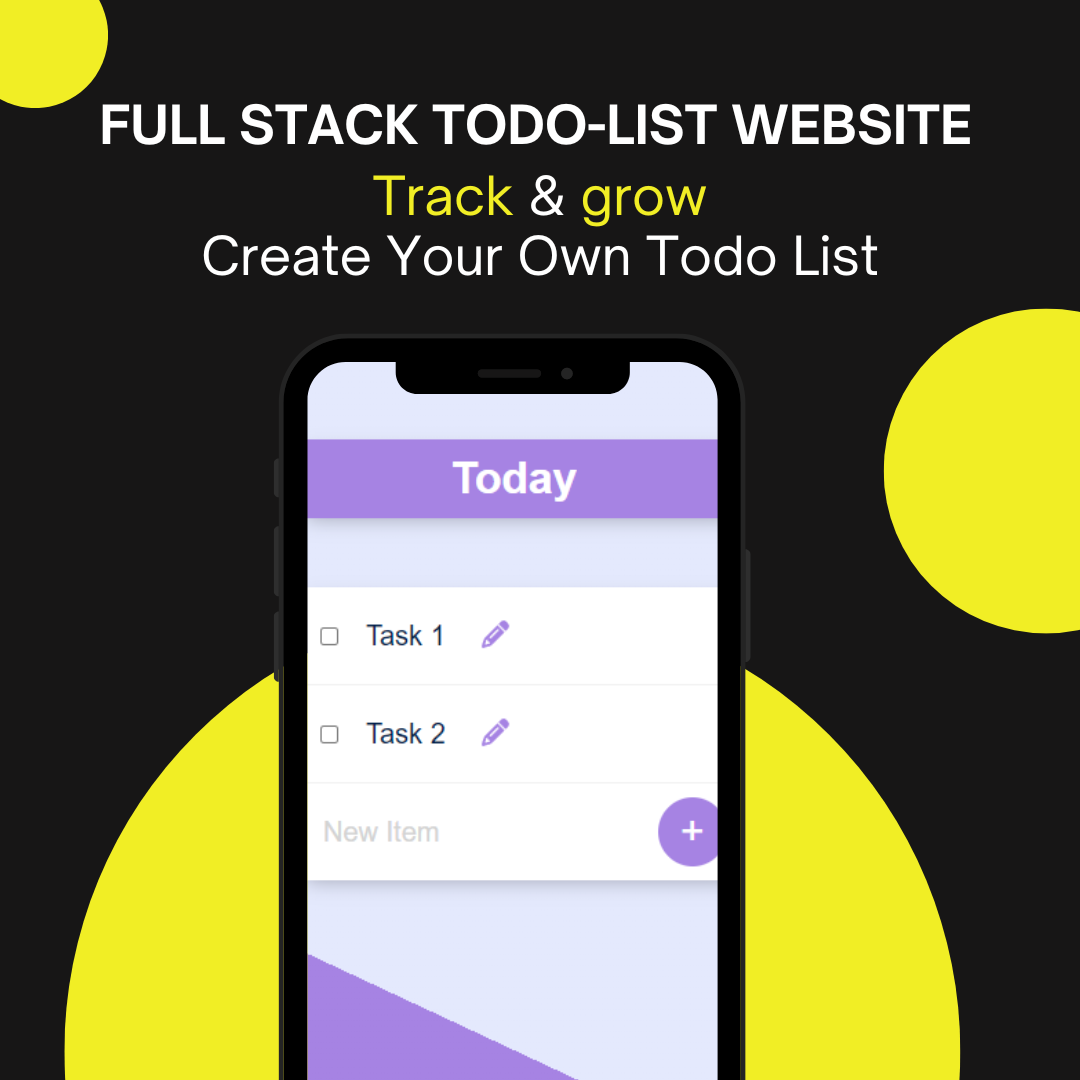 FULL STACK TODO-LIST WEBSITE
Track & grow
Create Your Own Todo List
Today
Task 1
Task 2
New Item
+